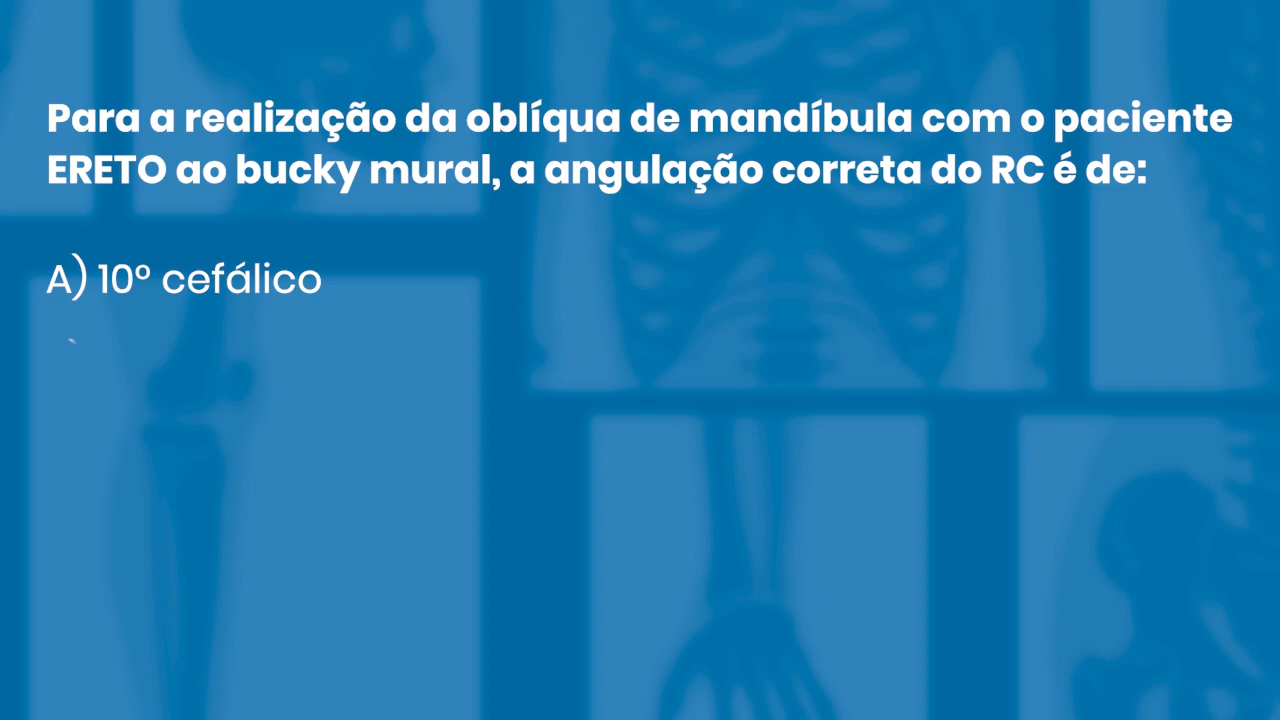 Para a realização da oblíqua de mandíbula com o paciente
ERETO ao bucky mural, a angulação correta do RC é de:
A) 10º cefálico